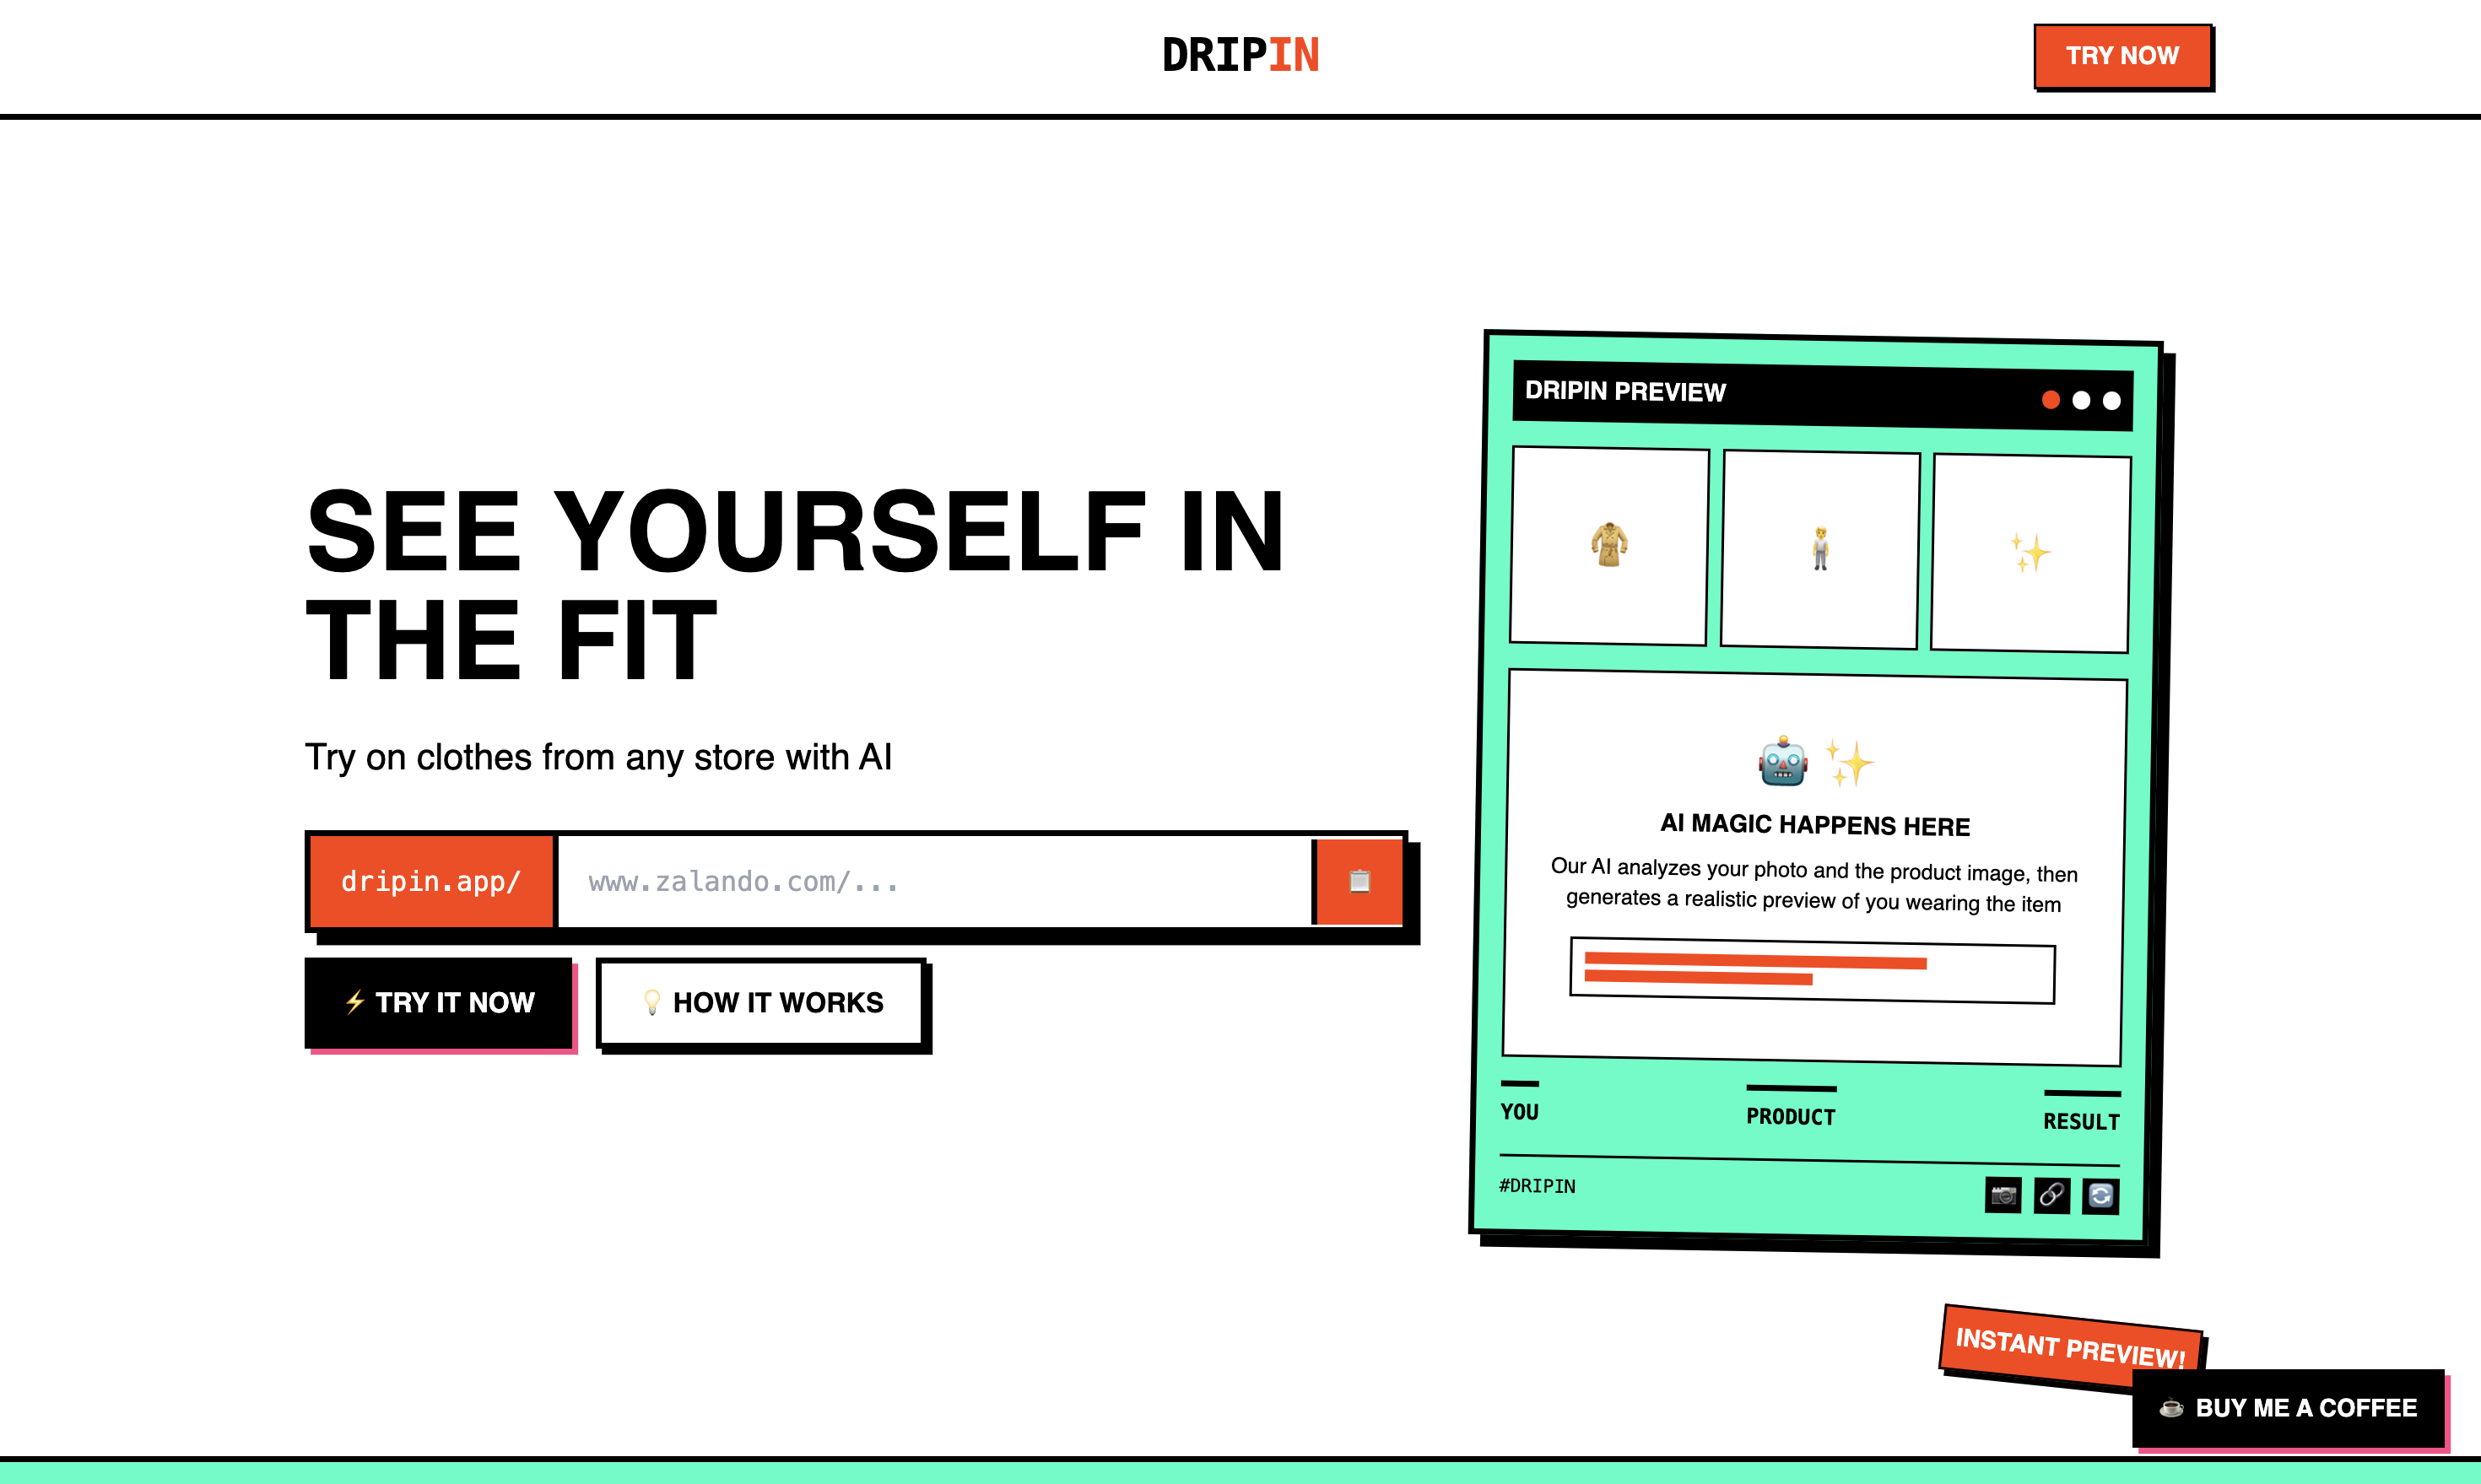 DRIPIN
TRY NOW
SEE YOURSELF IN
THE FIT
Try on clothes from any store with AI
dripin.app/
www.zalando.com/...
⚡ TRY IT NOW
💡 HOW IT WORKS
DRIPIN PREVIEW
AI MAGIC HAPPENS HERE
Our AI analyzes your photo and the product image, then
generates a realistic preview of you wearing the item
YOU
PRODUCT
RESULT
#DRIPIN
INSTANT PREVIEW!
☕ BUY ME A COFFEE